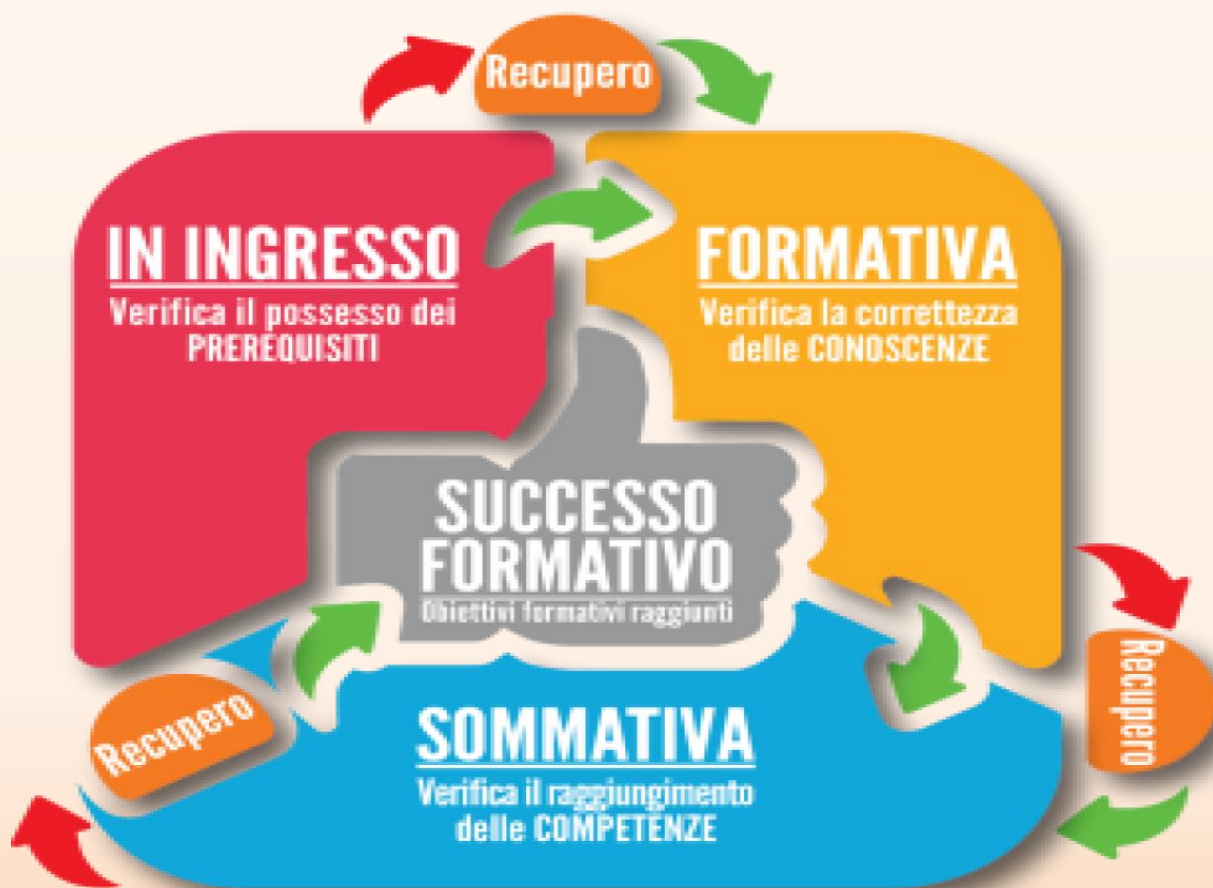 Recupero
IN INGRESSO
Verifica il possesso dei
PREREQUISITI
FORMATIVA
Verifica la correttezza
delle CONOSCENZE
SUCCESSO
FORMATIVO
Obiettivi formativi raggiunti
Recupero
Recupero
SOMMATIVA
Verifica il raggiungimento
delle COMPETENZE